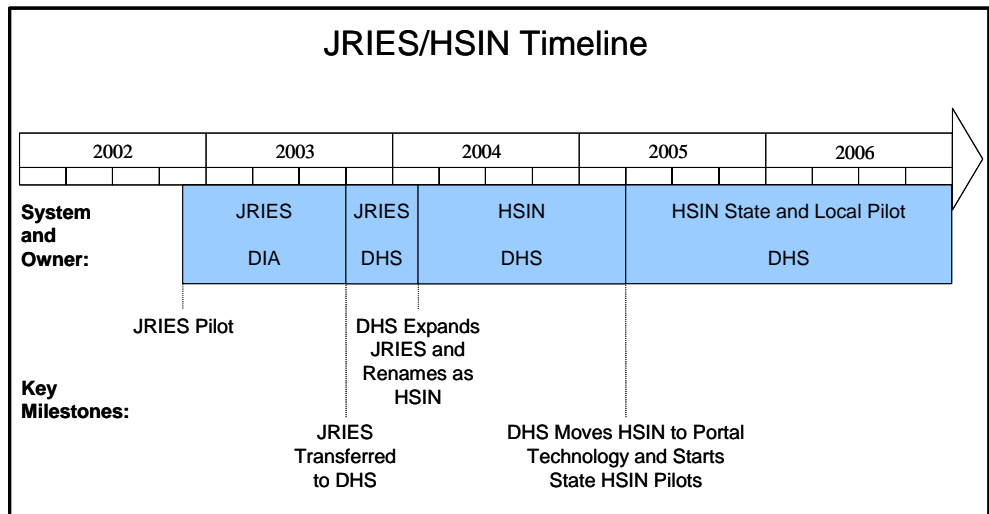 JRIES/HSIN Timeline
2002 2003 2004 2005 2006
System
and
Owner:
JRIES JRIES HSIN HSIN State and Local Pilot
DIA DHS DHS DHS
Key
Milestones:
JRIES Pilot
JRIES
Transferred
to DHS
DHS Expands
JRIES and
Renames as
HSIN
DHS Moves HSIN to Portal
Technology and Starts
State HSIN Pilots